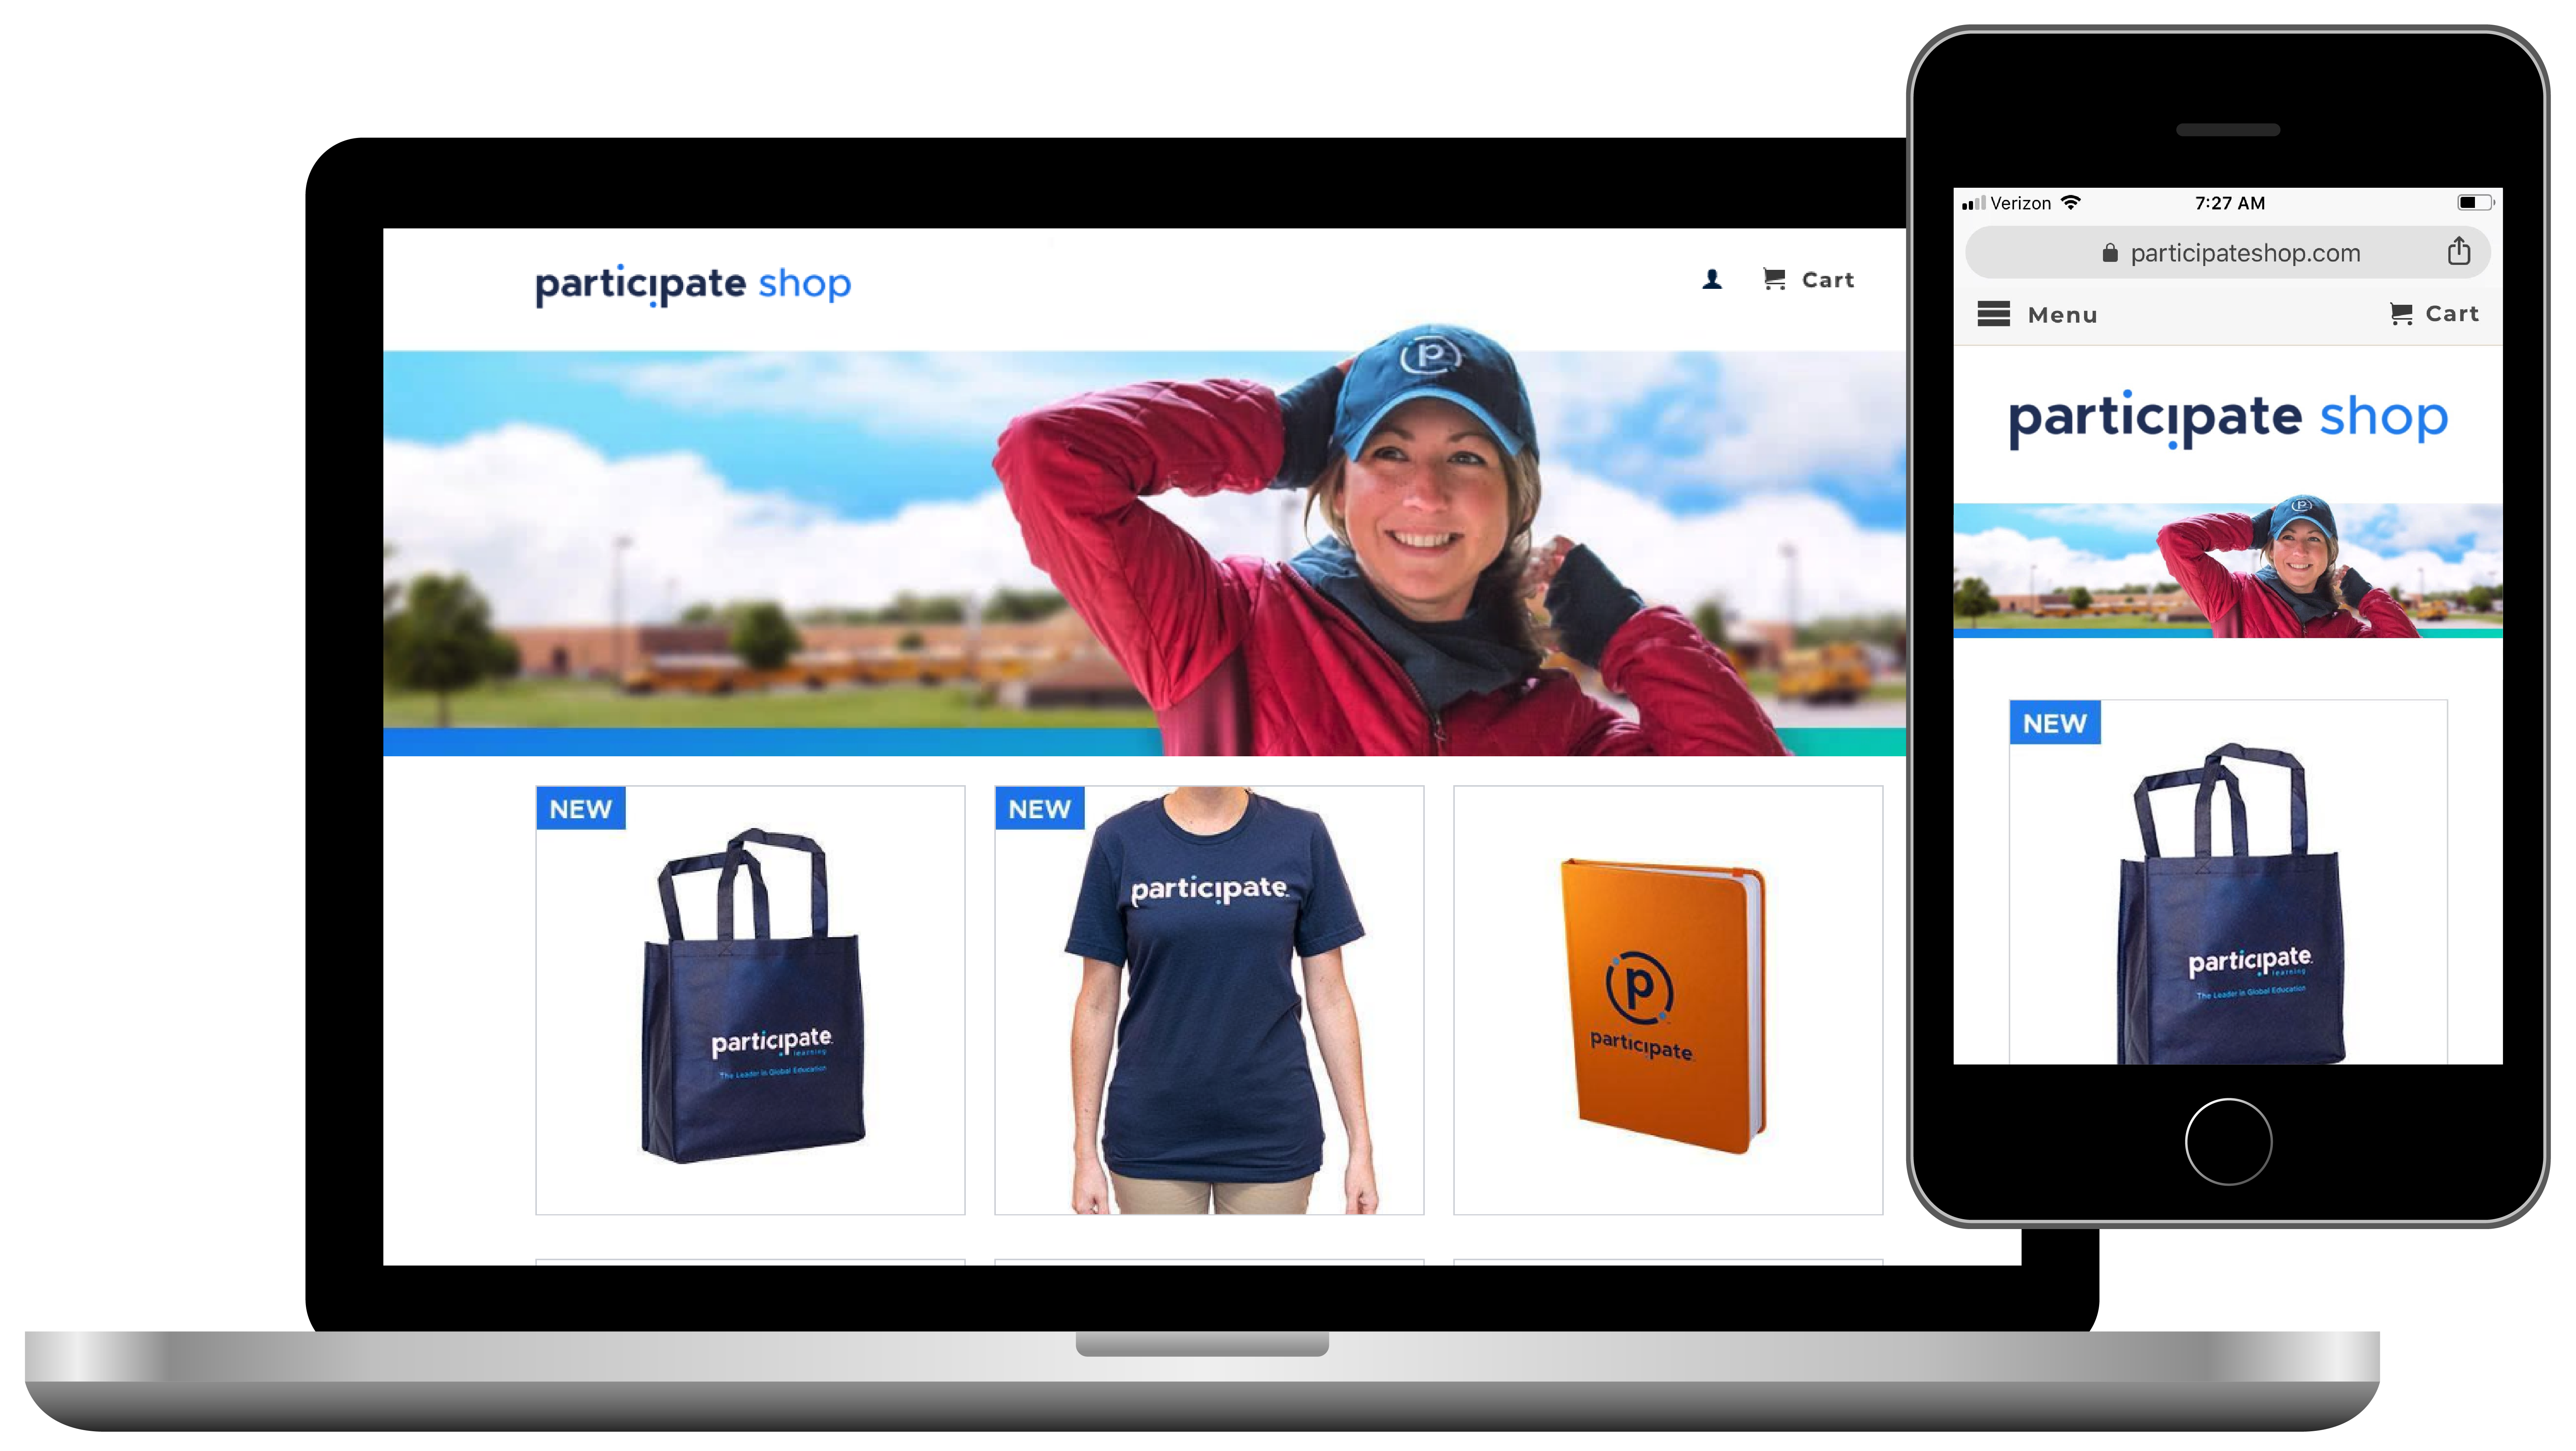 participate shop
Cart
P
NEW
participate
learning
The Leader in Global Education
NEW
participate
P
participate
Verizon
7:27 AM
participateshop.com
Menu
Cart
participate shop
P
NEW
participate
learning
The Leader in Global Education